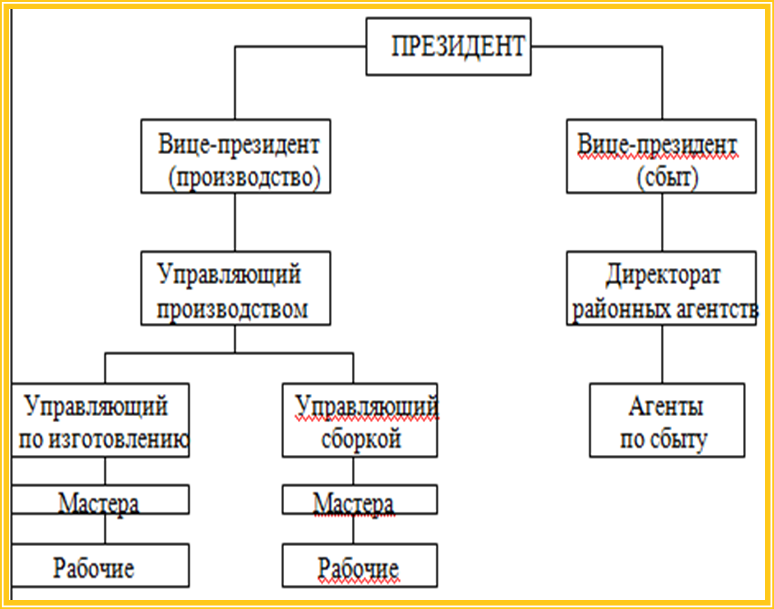 ПРЕЗИДЕНТ
Вице-президент
(производство)
Вице-президент
(сбыт)
Управляющий
производством
Директорат
районных агентств
Управляющий
по изготовлению
Управляюший
сборкой
Агенты
по сбыту
Мастера
Мастера
Рабочие
Рабочие